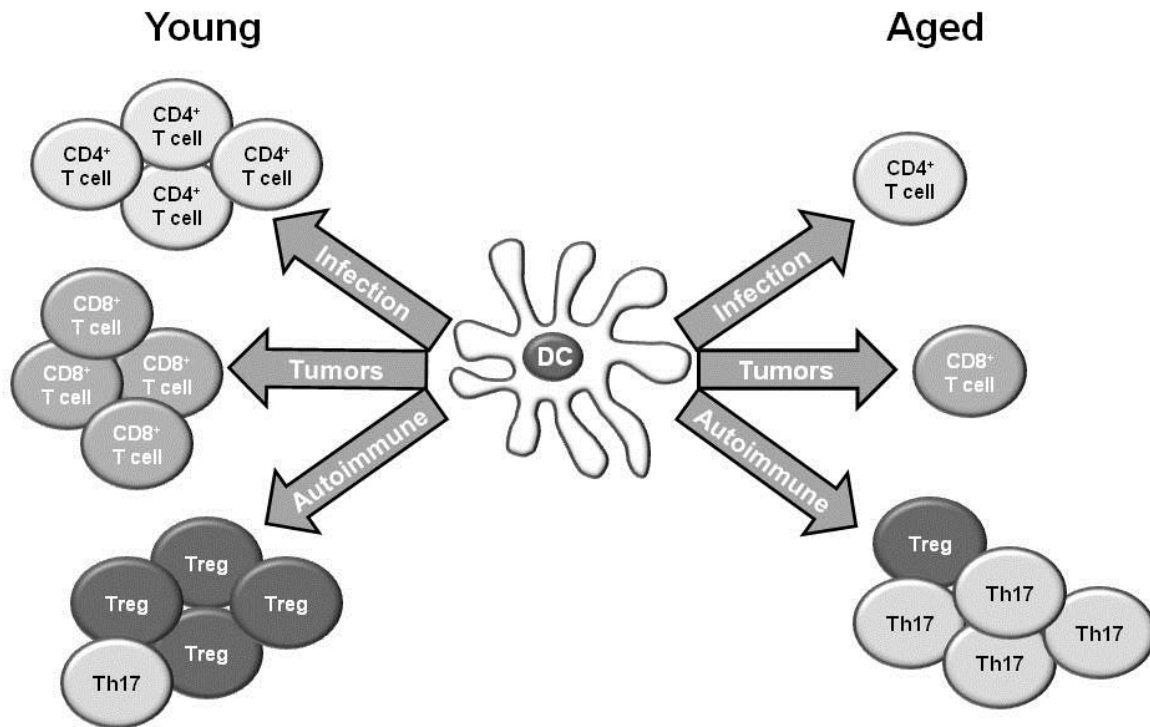 Young
Aged
CD4⁺
T cell
CD4⁺
T cell
CD4⁺
T cell
CD4⁺
T cell
CD4⁺
T cell
Infection
Infection
CD8⁺
T cell
CD8⁺
T cell
CD8⁺
T cell
CD8⁺
T cell
Tumors
DC
Tumors
CD8⁺
T cell
Autoimmune
Autoimmune
Treg
Treg
Treg
Treg
Th17
Treg
Th17
Th17
Th17
Th17